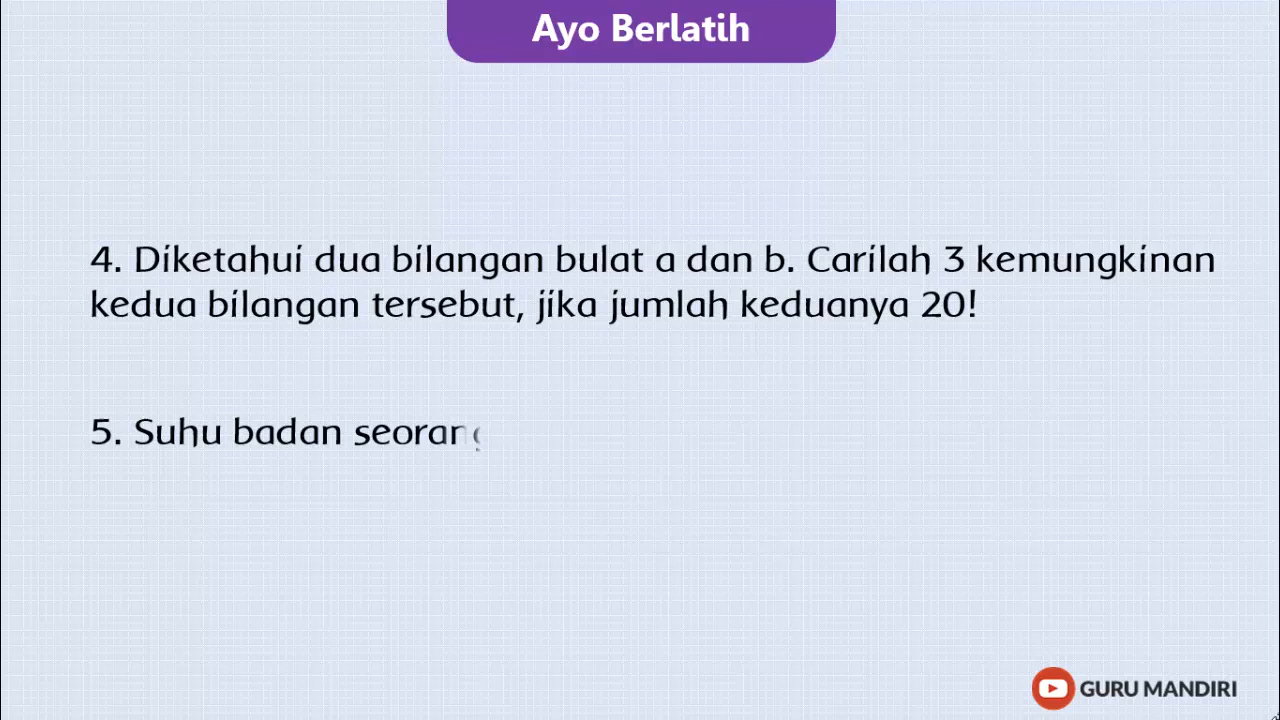 Ayo Berlatih
4. Diketahui dua bilangan bulat a dan b. Carilah 3 kemungkinan
kedua bilangan tersebut, jika jumlah keduanya 20!
5. Suhu badan seorang
GURU MANDIRI